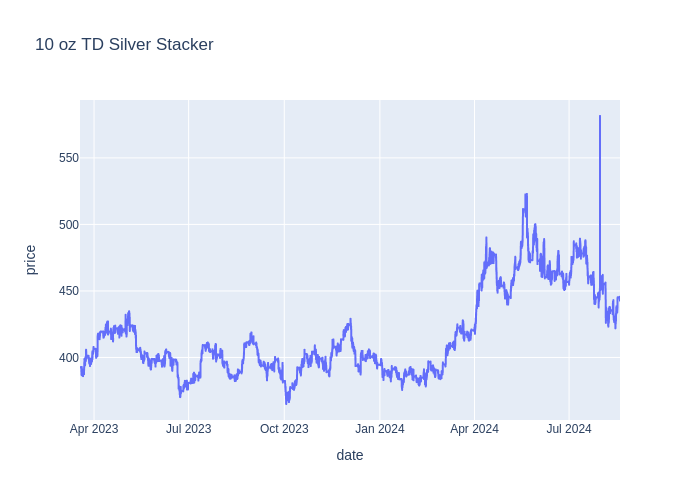 10 oz TD Silver Stacker
550
500
450
400
price
Apr 2023
Jul 2023
Oct 2023
Jan 2024
Apr 2024
Jul 2024
date